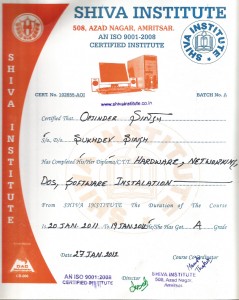 SHIVA INSTITUTE
508, AZAD NAGAR, AMRITSAR.
AN ISO 9001-2008
CERTIFIED INSTITUTE
SHIVA INSTITUTE
SHIVA INSTITUTE
CERT. No.
BATCH No.
www.shivainstitute.co.in
Certified That Ominder Singh
S/o, D/o Sukhdev Singh
Has Completed His/Her Diploma/C.T.T. Hardware, Networking,
Dos, Software Instalation
From SHIVA INSTITUTE The Duration of The Course
is 20 JAN 2011 To 19 JAN 2012 He/She Has Got A Grade
Date 27 JAN 2012
Course Co-ordinator
DAC
AN ISO 9001:2008
CERTIFIED INSTITUTE
Director
SHIVA INSTITUTE
508, Azad Nagar,
Amritsar